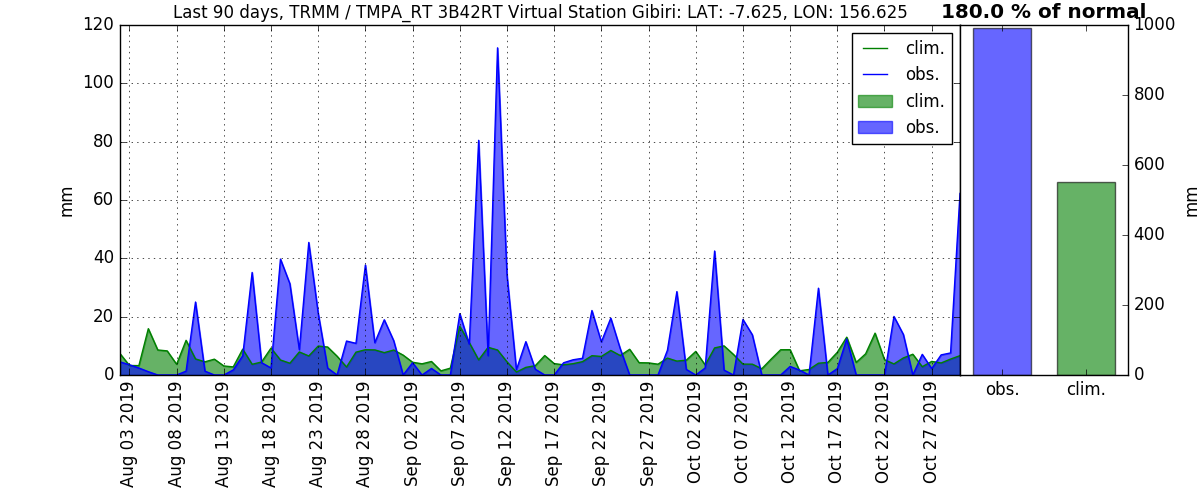 Last 90 days, TRMM / TMPA_RT 3B42RT Virtual Station Gibiri: LAT: -7.625, LON: 156.625
180.0 % of normal
120
100
80
60
40
20
0
mm
clim.
obs.
clim.
obs.
1000
800
600
400
200
0
mm
obs.
clim.
Aug 03 2019
Aug 08 2019
Aug 13 2019
Aug 18 2019
Aug 23 2019
Aug 28 2019
Sep 02 2019
Sep 07 2019
Sep 12 2019
Sep 17 2019
Sep 22 2019
Sep 27 2019
Oct 02 2019
Oct 07 2019
Oct 12 2019
Oct 17 2019
Oct 22 2019
Oct 27 2019